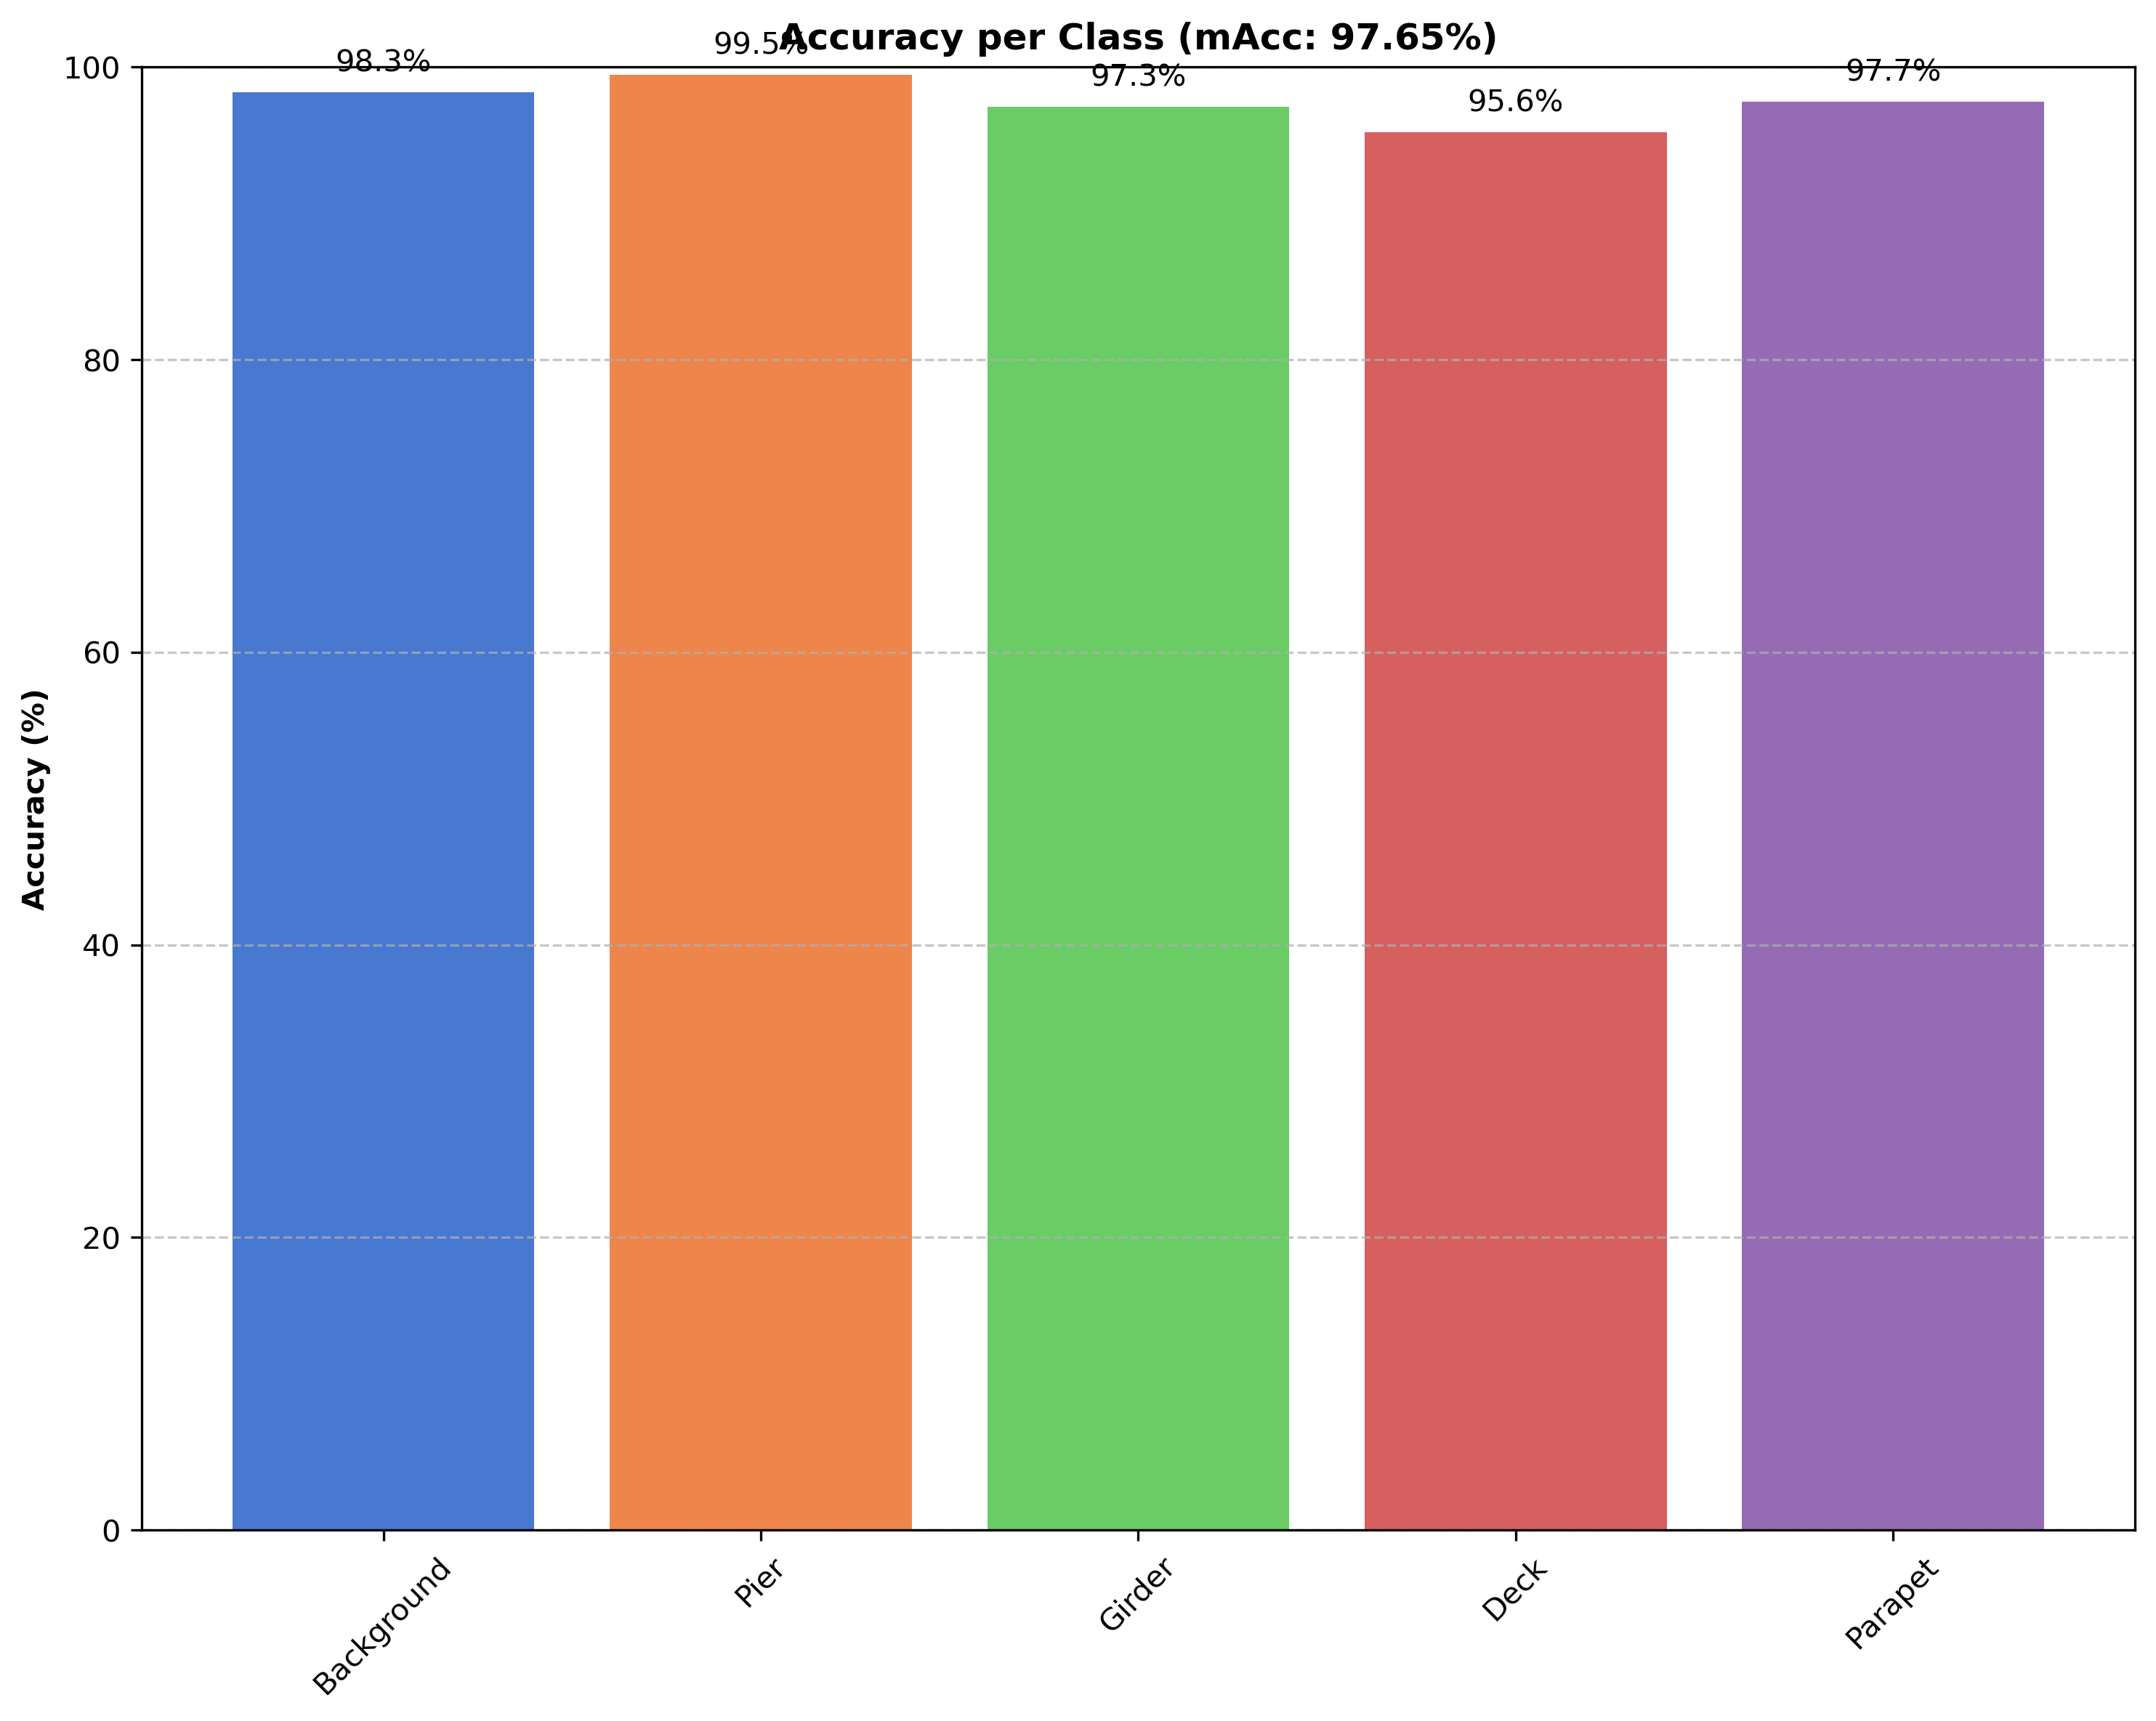 Accuracy per Class (mAcc: 97.65%)
98.3%
99.5%
97.3%
95.6%
97.7%
100
80
60
40
20
0
Accuracy (%)
Background
Pier
Girder
Deck
Parapet